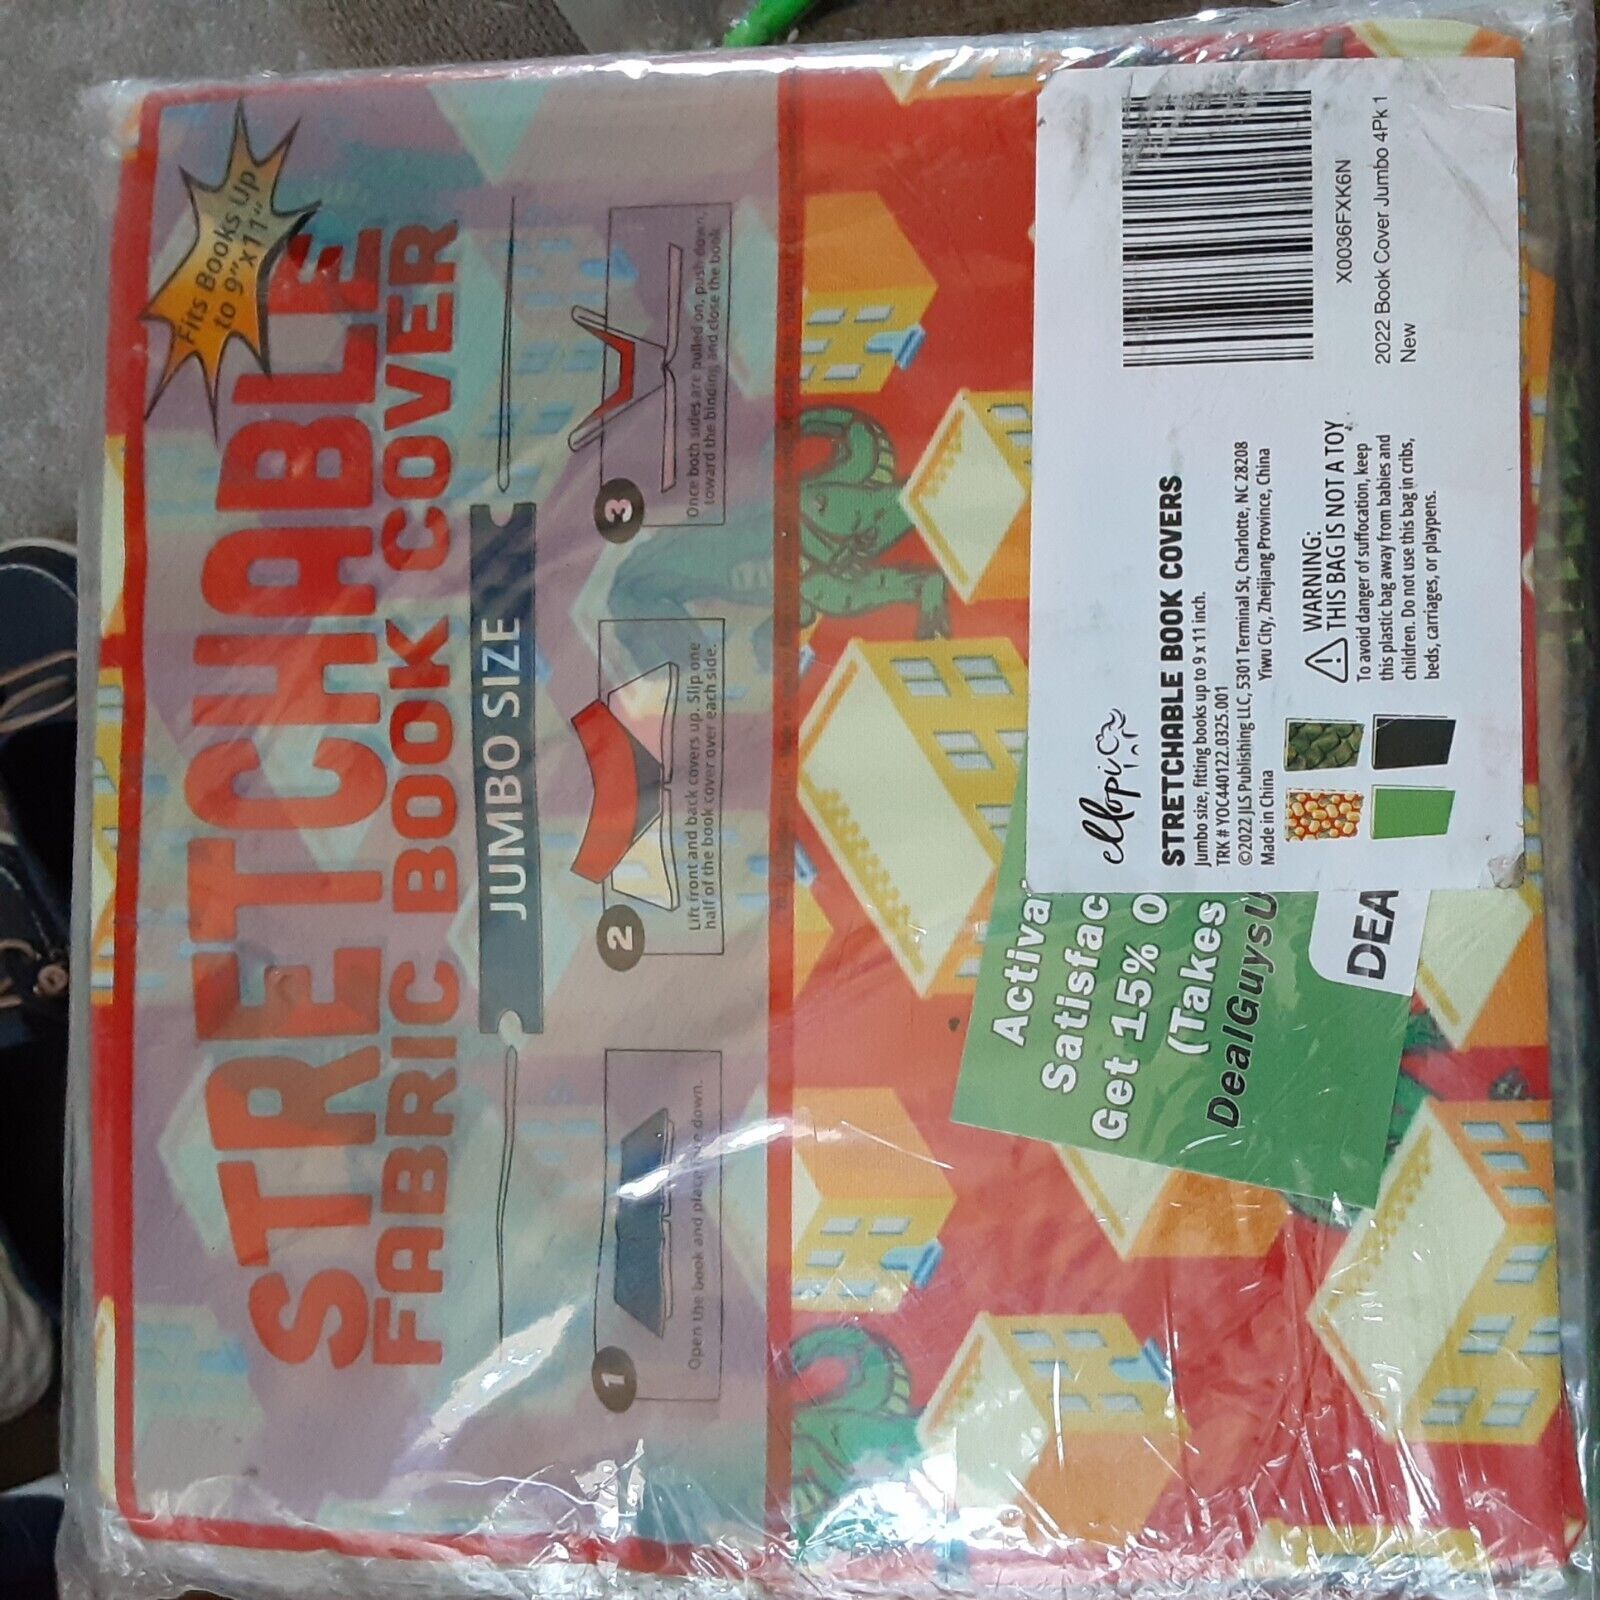 Fits Books Up
to 9"x11"
STRETCHABLE
FABRIC BOOK COVER
JUMBO SIZE
1
Open the book and place down.
2
Lift front and back covers up. Slip one
half of the book cover over each side.
3
Once both sides are pulled on, push down,
toward the binding and close the book
Activa
Satisfac
Get 15% O
(Takes
DealGuysU
DEA
ellopi
STRETCHABLE BOOK COVERS
Jumbo size, fitting books up to 9 x 11 inch.
TRK # YOC440122.0325.001
©2022 JLS Publishing LLC, 5301 Terminal St, Charlotte, NC 28208
Made in China Yiwu City, Zheijiang Province, China
WARNING:
THIS BAG IS NOT A TOY
To avoid danger of suffocation, keep
this plastic bag away from babies and
children. Do not use this bag in cribs,
beds, carriages, or playpens.
X0036FXK6N
2022 Book Cover Jumbo 4Pk 1
New